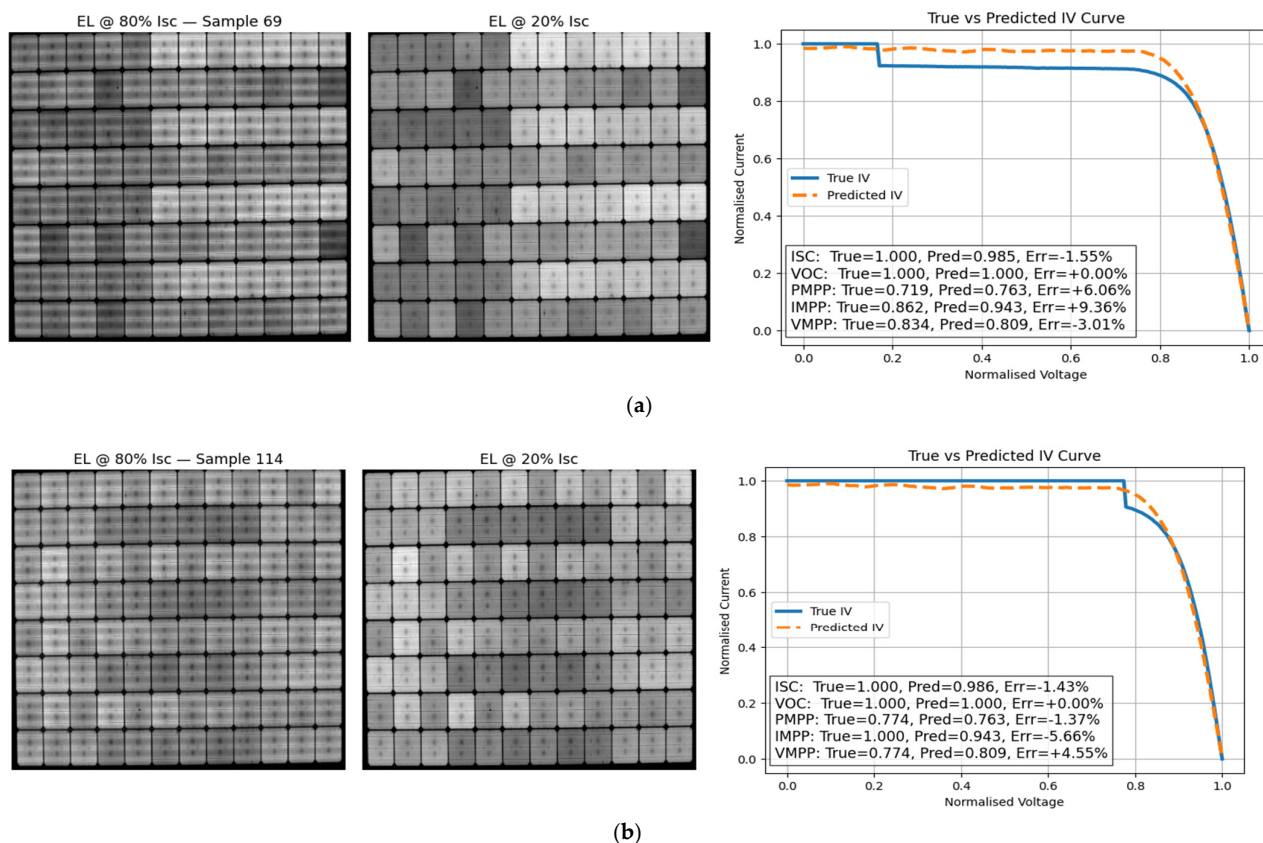 EL @ 80% Isc — Sample 69
EL @ 20% Isc
True vs Predicted IV Curve
1.0
0.8
0.6
0.4
0.2
0.0
Normalised Current
True IV
Predicted IV
ISC: True=1.000, Pred=0.985, Err=-1.55%
VOC: True=1.000, Pred=1.000, Err=+0.00%
PMPP: True=0.719, Pred=0.763, Err=+6.06%
IMPP: True=0.862, Pred=0.943, Err=+9.36%
VMPP: True=0.834, Pred=0.809, Err=-3.01%
0.0 0.2 0.4 0.6 0.8 1.0
Normalised Voltage
(a)
EL @ 80% Isc — Sample 114
EL @ 20% Isc
True vs Predicted IV Curve
1.0
0.8
0.6
0.4
0.2
0.0
Normalised Current
True IV
Predicted IV
ISC: True=1.000, Pred=0.986, Err=-1.43%
VOC: True=1.000, Pred=1.000, Err=+0.00%
PMPP: True=0.774, Pred=0.763, Err=-1.37%
IMPP: True=1.000, Pred=0.943, Err=-5.66%
VMPP: True=0.774, Pred=0.809, Err=+4.55%
0.0 0.2 0.4 0.6 0.8 1.0
Normalised Voltage
(b)